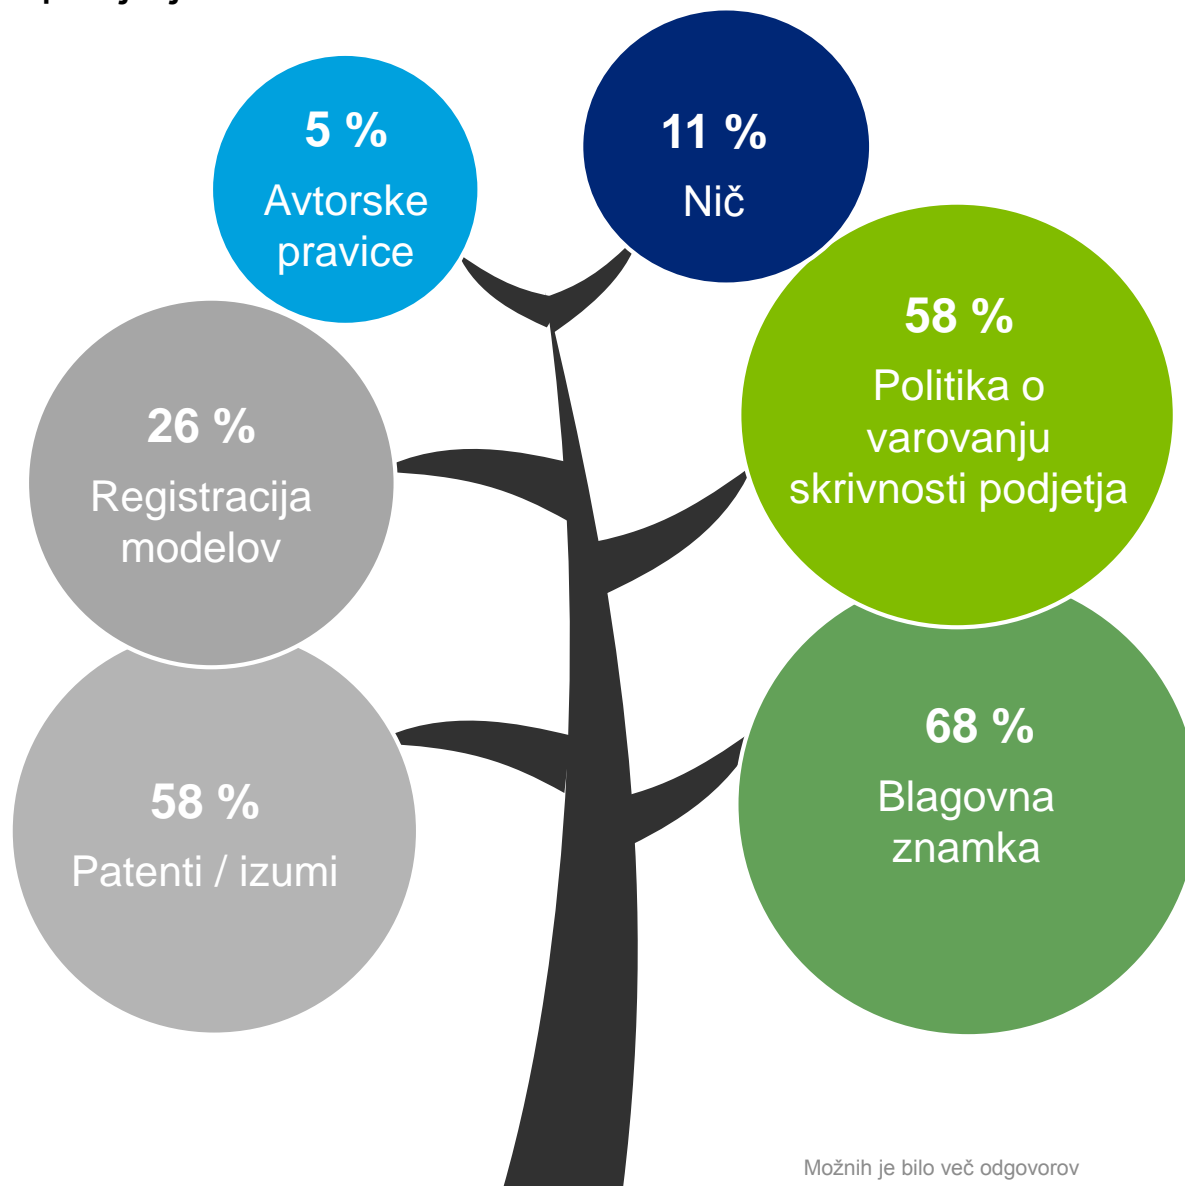 5 %
Avtorske
pravice
11 %
Nič
58 %
Politika o
varovanju
skrivnosti podjetja
26 %
Registracija
modelov
68 %
Blagovna
znamka
58 %
Patenti / izumi
Možnih je bilo več odgovorov